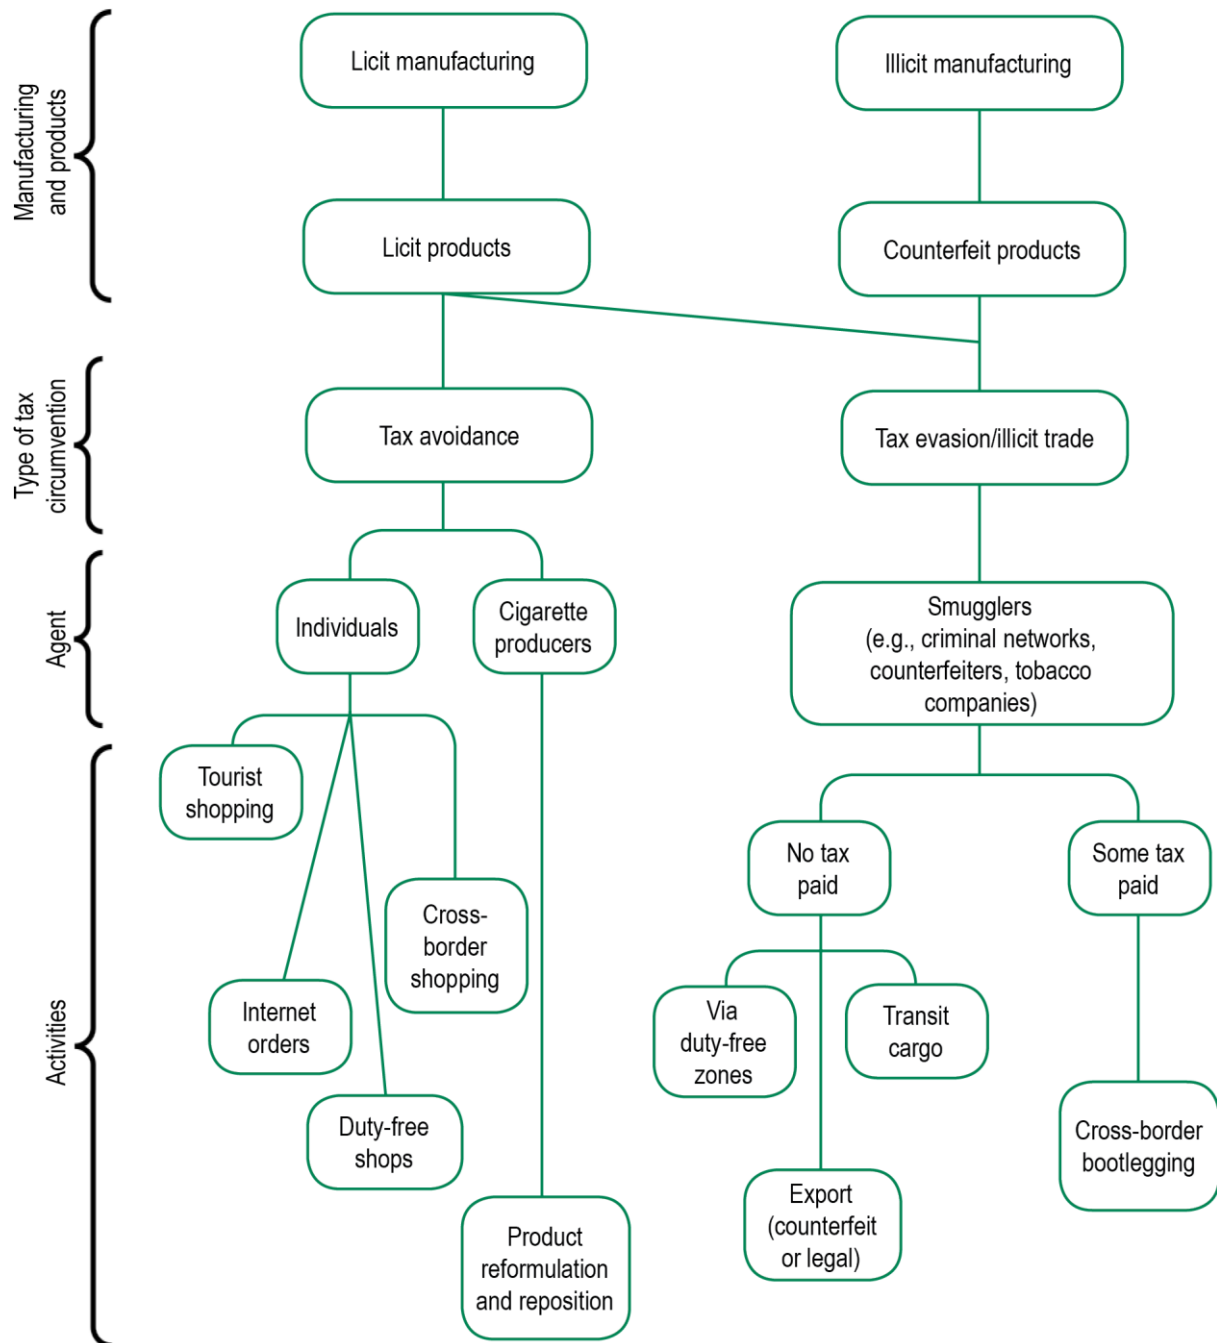 Manufacturing
and products
Licit manufacturing
Illicit manufacturing
Licit products
Counterfeit products
Type of tax
circumvention
Tax avoidance
Tax evasion/illicit trade
Agent
Individuals
Cigarette
producers
Smugglers
(e.g., criminal networks,
counterfeiters, tobacco
companies)
Activities
Tourist
shopping
Internet
orders
Duty-free
shops
Cross-
border
shopping
Product
reformulation
and reposition
No tax
paid
Some tax
paid
Via
duty-free
zones
Export
(counterfeit
or legal)
Transit
cargo
Cross-border
bootlegging